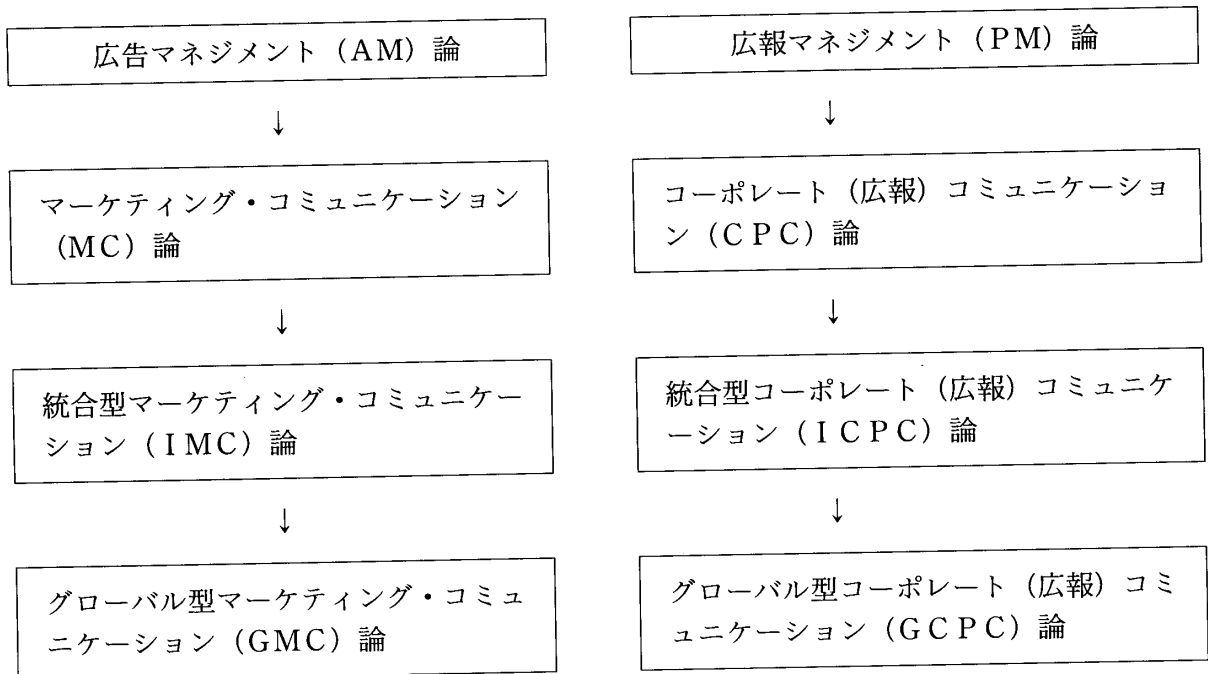 広告マネジメント（AM）論
↓
マーケティング・コミュニケーション
（MC）論
↓
統合型マーケティング・コミュニケー
ション（IMC）論
↓
グローバル型マーケティング・コミュ
ニケーション（GMC）論
広報マネジメント（PM）論
↓
コーポレート（広報）コミュニケーショ
ン（CPC）論
↓
統合型コーポレート（広報）コミュニケ
ーション（ICPC）論
↓
グローバル型コーポレート（広報）コミ
ュニケーション（GCPC）論